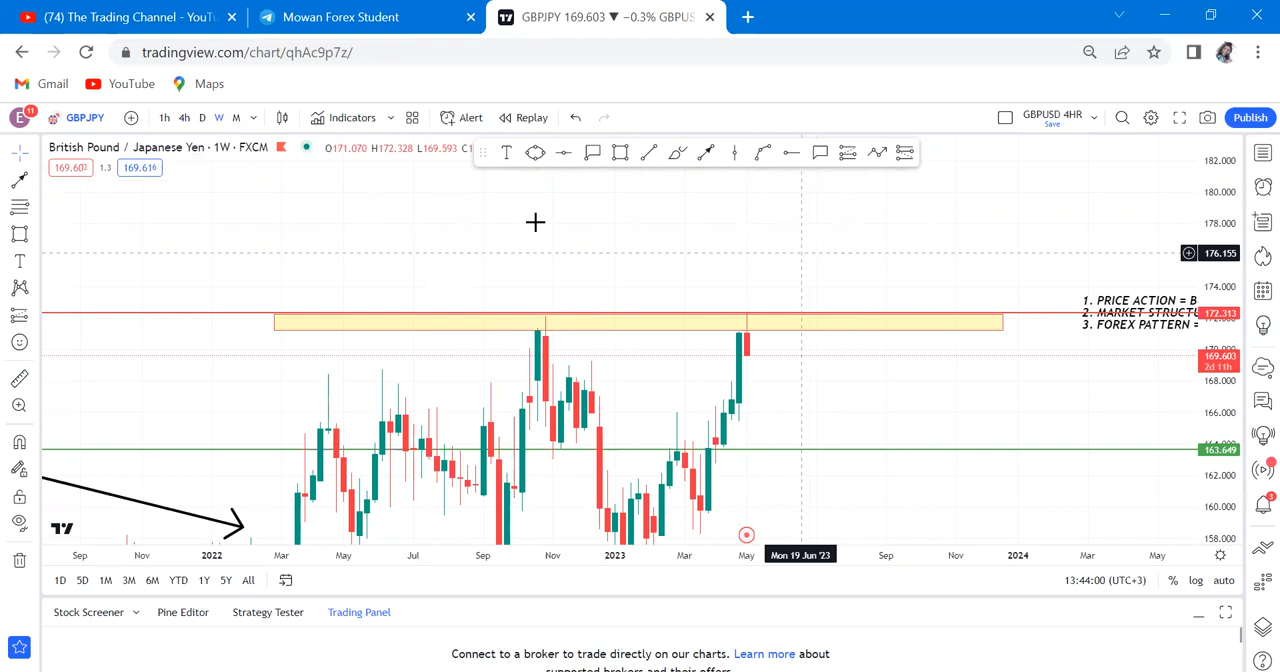 (74) The Trading Channel - YouTu
Mowan Forex Student
GBPJPY 169.603 ▼ −0.3% GBPUS
tradingview.com/chart/qhAc9p7z/
Gmail
YouTube
Maps
E
11
GBPJPY
1h 4h D W M
Indicators
Alert
Replay
GBPUSD 4HR
Save
Publish
British Pound / Japanese Yen · 1W · FXCM
O171.070 H172.328 L169.593 C1
169.603
1.3
169.616
182.000
180.000
178.000
176.155
174.000
1. PRICE ACTION = B
172.313
2. MARKET STRUCTU
3. FOREX PATTERN =
169.603
2d 11h
168.000
166.000
163.649
162.000
160.000
158.000
Sep Nov 2022 Mar May Jul Sep Nov 2023 Mar May Mon 19 Jun '23 Sep Nov 2024 Mar May
1D 5D 1M 3M 6M YTD 1Y 5Y All
13:44:00 (UTC+3)
% log auto
Stock Screener
Pine Editor
Strategy Tester
Trading Panel
3
Connect to a broker to trade directly on our charts. Learn more about
supported brokers and their offers.